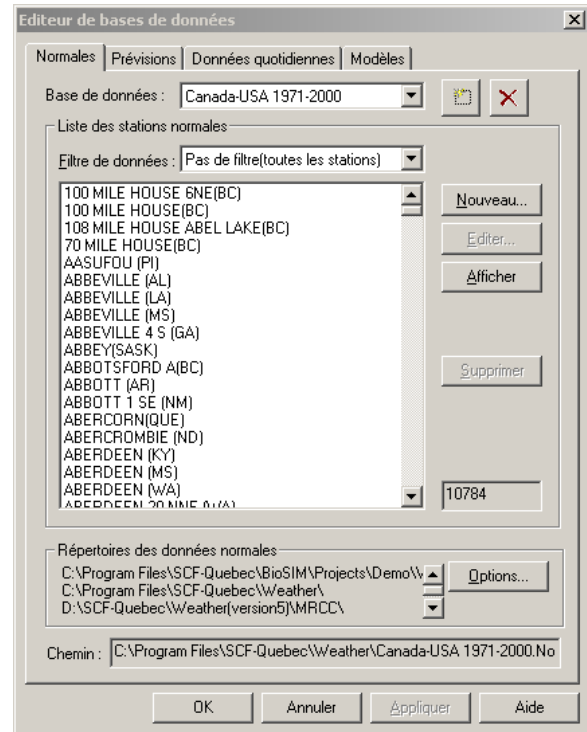 Editeur de bases de données
Normales Prévisions Données quotidiennes Modèles
Base de données : Canada-USA 1971-2000
Liste des stations normales
Filtre de données : Pas de filtre(toutes les stations)
100 MILE HOUSE 6NE(BC)
100 MILE HOUSE(BC)
108 MILE HOUSE ABEL LAKE(BC)
70 MILE HOUSE(BC)
AASUFOU (PI)
ABBEVILLE (AL)
ABBEVILLE (LA)
ABBEVILLE (MS)
ABBEVILLE 4 S (GA)
ABBEY(SASK)
ABBOTSFORD A(BC)
ABBOTT (AR)
ABBOTT 1 SE (NM)
ABERCORN(QUE)
ABERCROMBIE (ND)
ABERDEEN (KY)
ABERDEEN (MS)
ABERDEEN (WA)
ABERDEEN 20 NNE (WA)
Nouveau...
Editer...
Afficher
Supprimer
10784
Répertoires des données normales
C:\Program Files\SCF-Quebec\BioSIM\Projects\Demo\W
C:\Program Files\SCF-Quebec\Weather\
D:\SCF-Quebec\Weather(version5)\MRCC\
Options...
Chemin : C:\Program Files\SCF-Quebec\Weather\Canada-USA 1971-2000.No
OK Annuler Appliquer Aide